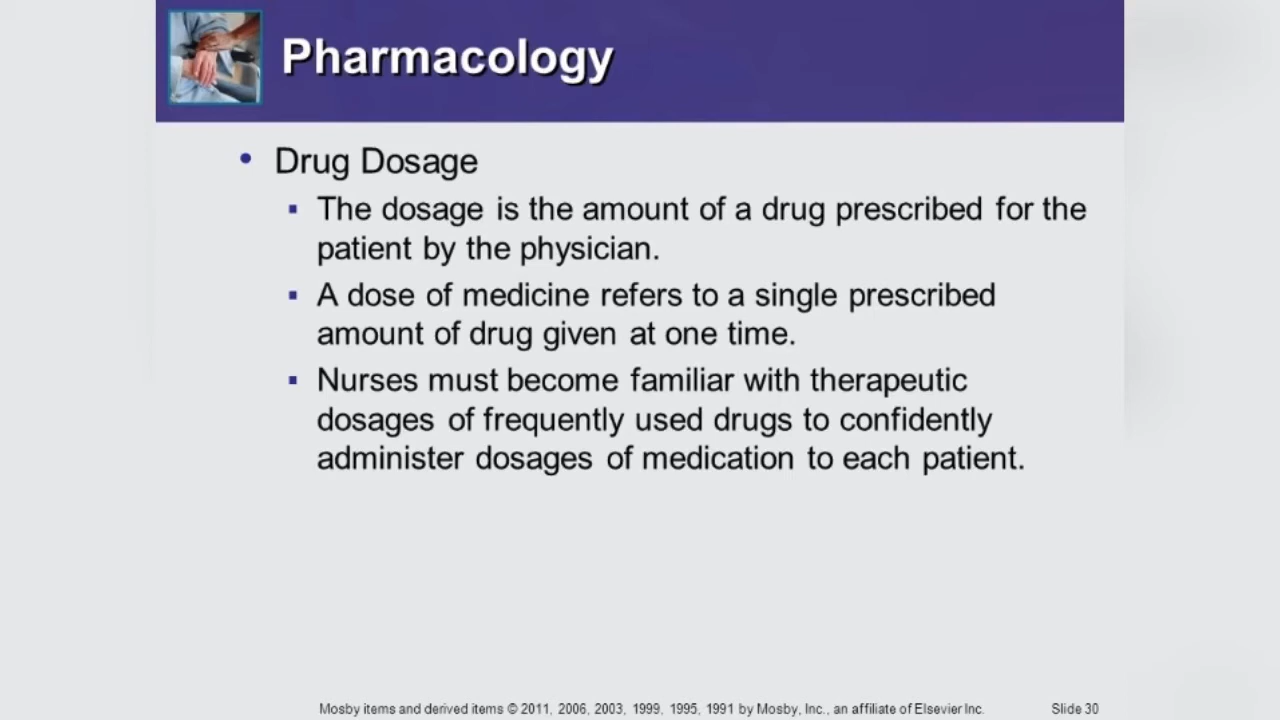 Pharmacology
• Drug Dosage
▪ The dosage is the amount of a drug prescribed for the
patient by the physician.
▪ A dose of medicine refers to a single prescribed
amount of drug given at one time.
▪ Nurses must become familiar with therapeutic
dosages of frequently used drugs to confidently
administer dosages of medication to each patient.
Mosby items and derived items © 2011, 2006, 2003, 1999, 1995, 1991 by Mosby, Inc., an affiliate of Elsevier Inc. Slide 30